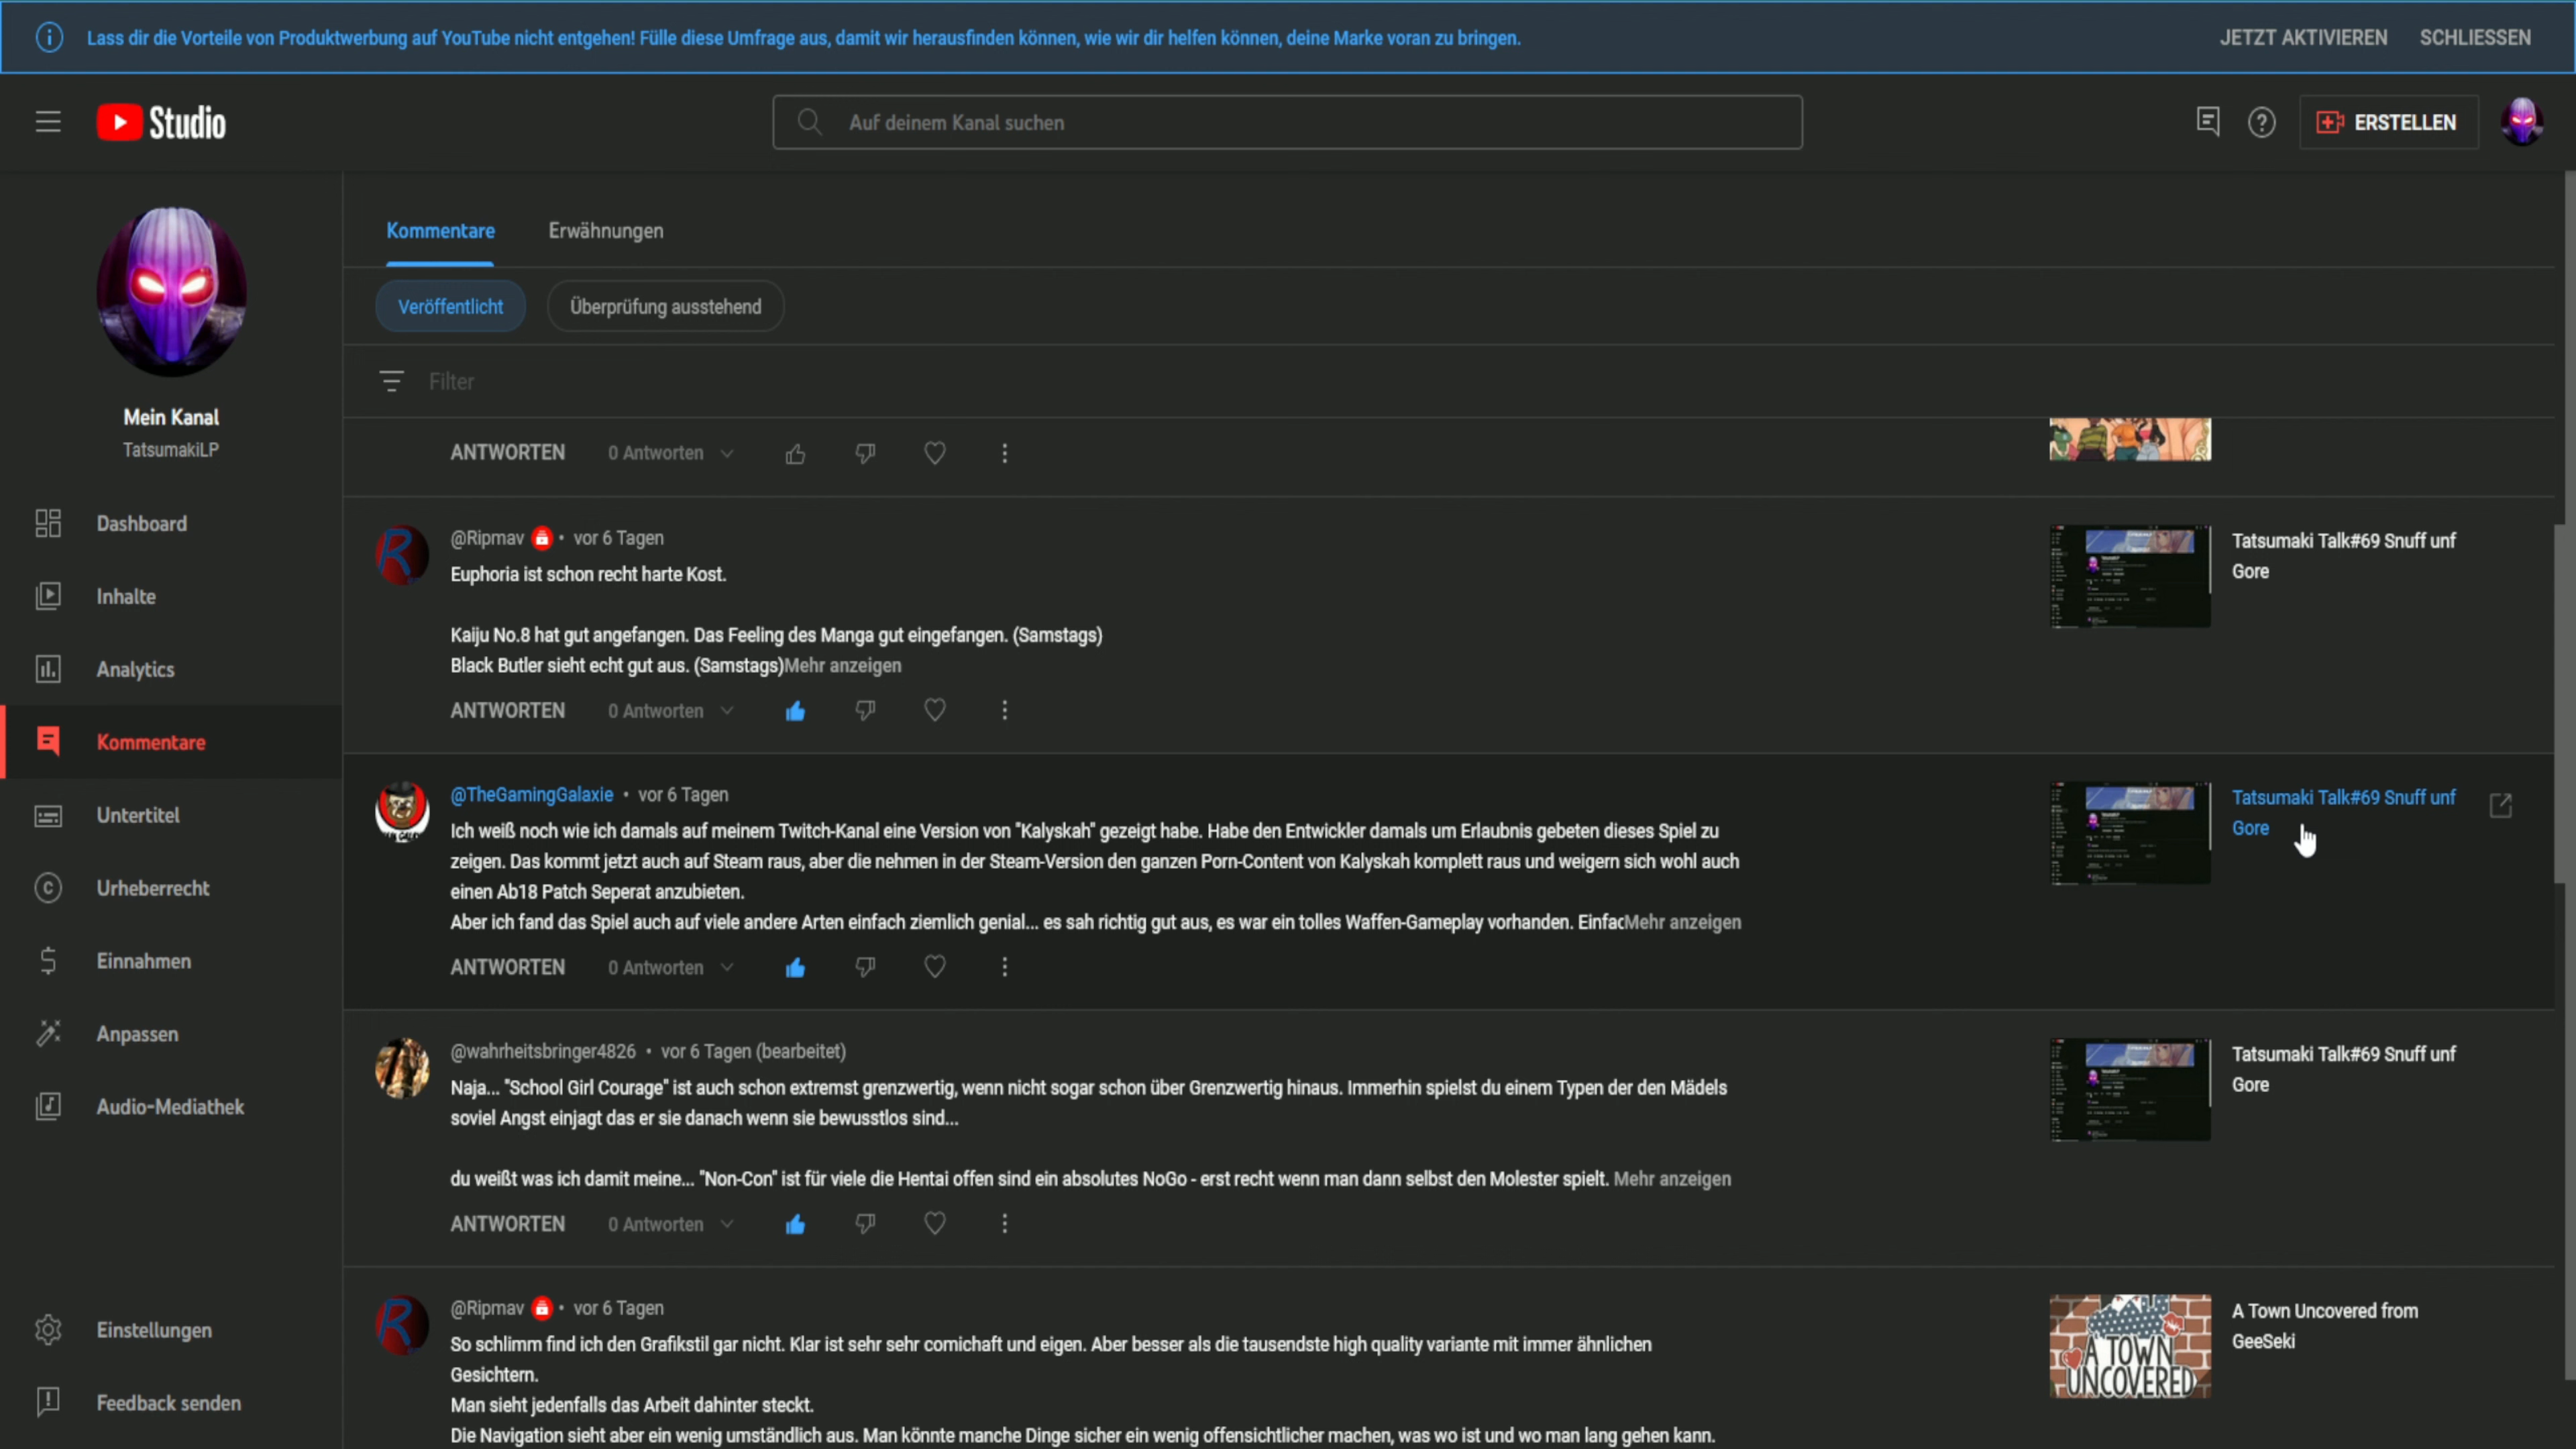 Lass dir die Vorteile von Produktwerbung auf YouTube nicht entgehen! Fülle diese Umfrage aus, damit wir herausfinden können, wie wir dir helfen können, deine Marke voran zu bringen.
JETZT AKTIVIEREN
SCHLIESSEN
Studio
Auf deinem Kanal suchen
ERSTELLEN
Mein Kanal
TatsumakiLP
Dashboard
Inhalte
Analytics
Kommentare
Untertitel
Urheberrecht
Einnahmen
Anpassen
Audio-Mediathek
Einstellungen
Feedback senden
Kommentare
Erwähnungen
Veröffentlicht
Überprüfung ausstehend
Filter
ANTWORTEN
0 Antworten
@Ripmav • vor 6 Tagen
Euphoria ist schon recht harte Kost.
Kaiju No.8 hat gut angefangen. Das Feeling des Manga gut eingefangen. (Samstags)
Black Butler sieht echt gut aus. (Samstags)Mehr anzeigen
ANTWORTEN
0 Antworten
Tatsumaki Talk#69 Snuff unf
Gore
@TheGamingGalaxie • vor 6 Tagen
Ich weiß noch wie ich damals auf meinem Twitch-Kanal eine Version von "Kalyskah" gezeigt habe. Habe den Entwickler damals um Erlaubnis gebeten dieses Spiel zu
zeigen. Das kommt jetzt auch auf Steam raus, aber die nehmen in der Steam-Version den ganzen Porn-Content von Kalyskah komplett raus und weigern sich wohl auch
einen Ab18 Patch Seperat anzubieten.
Aber ich fand das Spiel auch auf viele andere Arten einfach ziemlich genial... es sah richtig gut aus, es war ein tolles Waffen-Gameplay vorhanden. EinfacMehr anzeigen
ANTWORTEN
0 Antworten
Tatsumaki Talk#69 Snuff unf
Gore
@wahrheitsbringer4826 • vor 6 Tagen (bearbeitet)
Naja... "School Girl Courage" ist auch schon extremst grenzwertig, wenn nicht sogar schon über Grenzwertig hinaus. Immerhin spielst du einem Typen der den Mädels
soviel Angst einjagt das er sie danach wenn sie bewusstlos sind...
du weißt was ich damit meine... "Non-Con" ist für viele die Hentai offen sind ein absolutes NoGo - erst recht wenn man dann selbst den Molester spielt. Mehr anzeigen
ANTWORTEN
0 Antworten
Tatsumaki Talk#69 Snuff unf
Gore
@Ripmav • vor 6 Tagen
So schlimm find ich den Grafikstil gar nicht. Klar ist sehr sehr comichaft und eigen. Aber besser als die tausendste high quality variante mit immer ähnlichen
Gesichtern.
Man sieht jedenfalls das Arbeit dahinter steckt.
Die Navigation sieht aber ein wenig umständlich aus. Man könnte manche Dinge sicher ein wenig offensichtlicher machen, was wo ist und wo man lang gehen kann.
A TOWN
UNCOVERED
A Town Uncovered from
GeeSeki